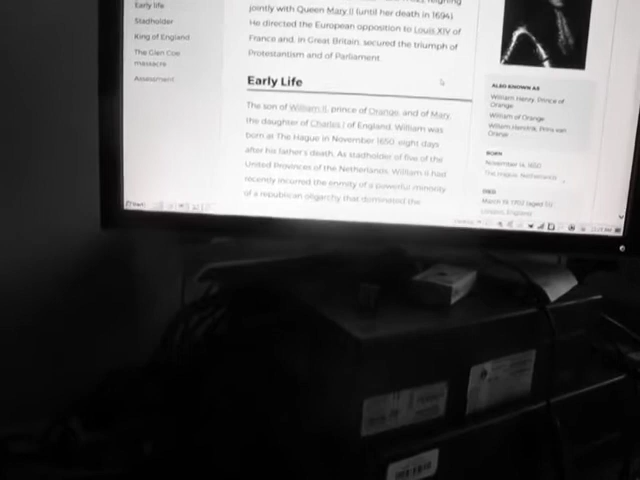 Early life
Stadholder
King of England
The Glen Coe
massacre
Assessment
jointly with Queen Mary II (until her death in 1694).
He directed the European opposition to Louis XIV of
France and, in Great Britain, secured the triumph of
Protestantism and of Parliament.
Early Life
The son of William II, prince of Orange, and of Mary,
the daughter of Charles I of England, William was
born at The Hague in November 1650, eight days
after his father's death. As stadholder of five of the
United Provinces of the Netherlands, William II had
recently incurred the enmity of a powerful minority
of a republican oligarchy that dominated the
ALSO KNOWN AS
William Henry, Prince of
Orange
William of Orange
Willem Hendrik, Prins van
Oranje
BORN
November 14, 1650
The Hague, Netherlands
DIED
March 19, 1702 (aged 51)
London, England